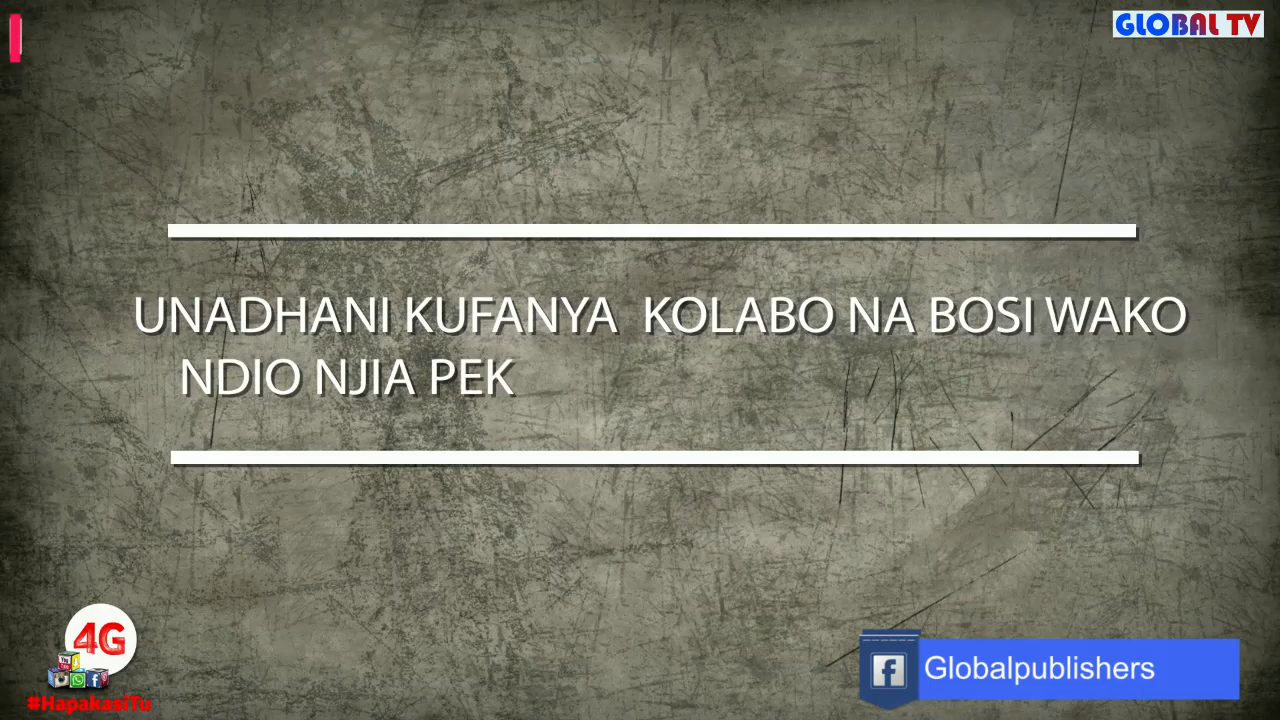 GLOBAL TV
UNADHANI KUFANYA KOLABO NA BOSI WAKO
NDIO NJIA PEK
4G
#HapakasiTu
f Globalpublishers